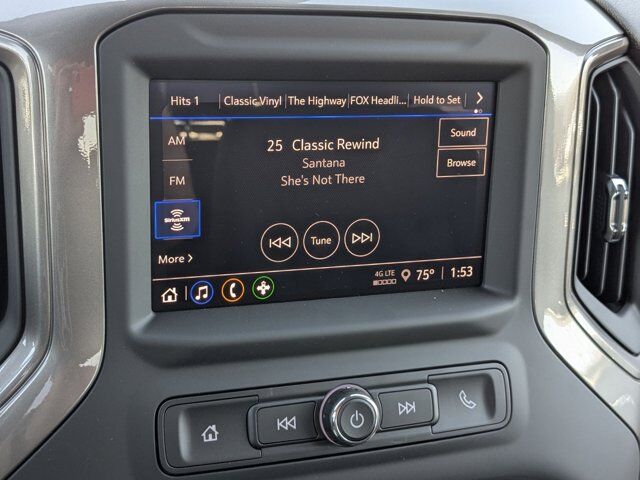 Hits 1 Classic Vinyl The Highway FOX Headli... Hold to Set
AM
25 Classic Rewind
Sound
Santana
Browse
FM
She's Not There
SiriusXM
Tune
More
4G LTE
75° 1:53